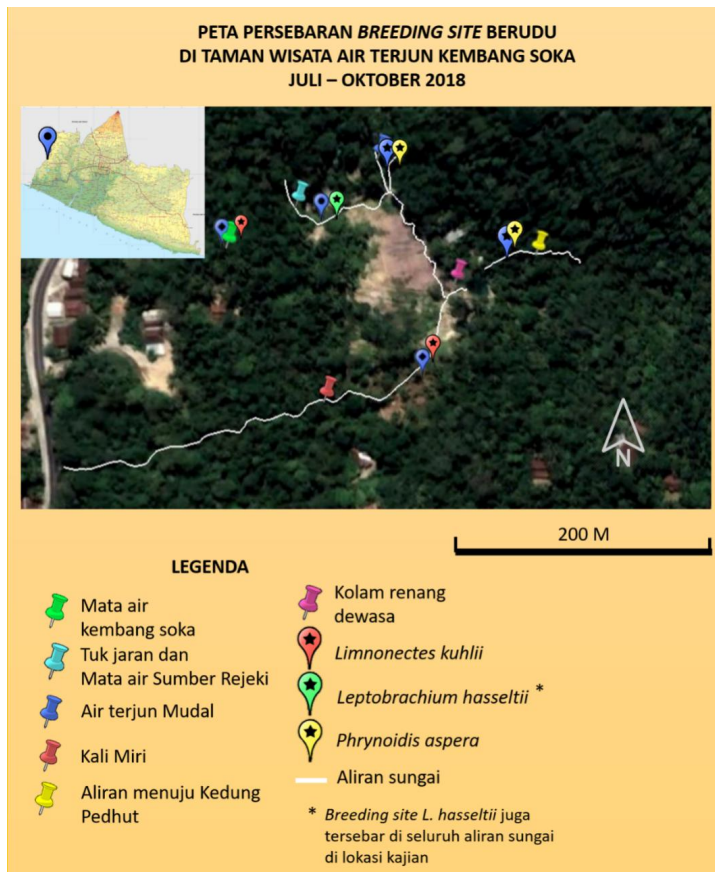 PETA PERSEBARAN BREEDING SITE BERUDU
DI TAMAN WISATA AIR TERJUN KEMBANG SOKA
JULI – OKTOBER 2018
N
200 M
LEGENDA
Mata air
kembang soka
Tuk jaran dan
Mata air Sumber Rejeki
Air terjun Mudal
Kali Miri
Aliran menuju Kedung
Pedhut
Kolam renang
dewasa
Limnonectes kuhlii
Leptobrachium hasseltii *
Phrynoidis aspera
Aliran sungai
* Breeding site L. hasseltii juga
tersebar di seluruh aliran sungai
di lokasi kajian